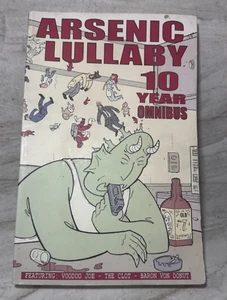 ARSENIC
LULLABY
10
YEAR
OMNIBUS
FEATURING: VOODOO JOE - THE CLOT - BARON VON DONUT